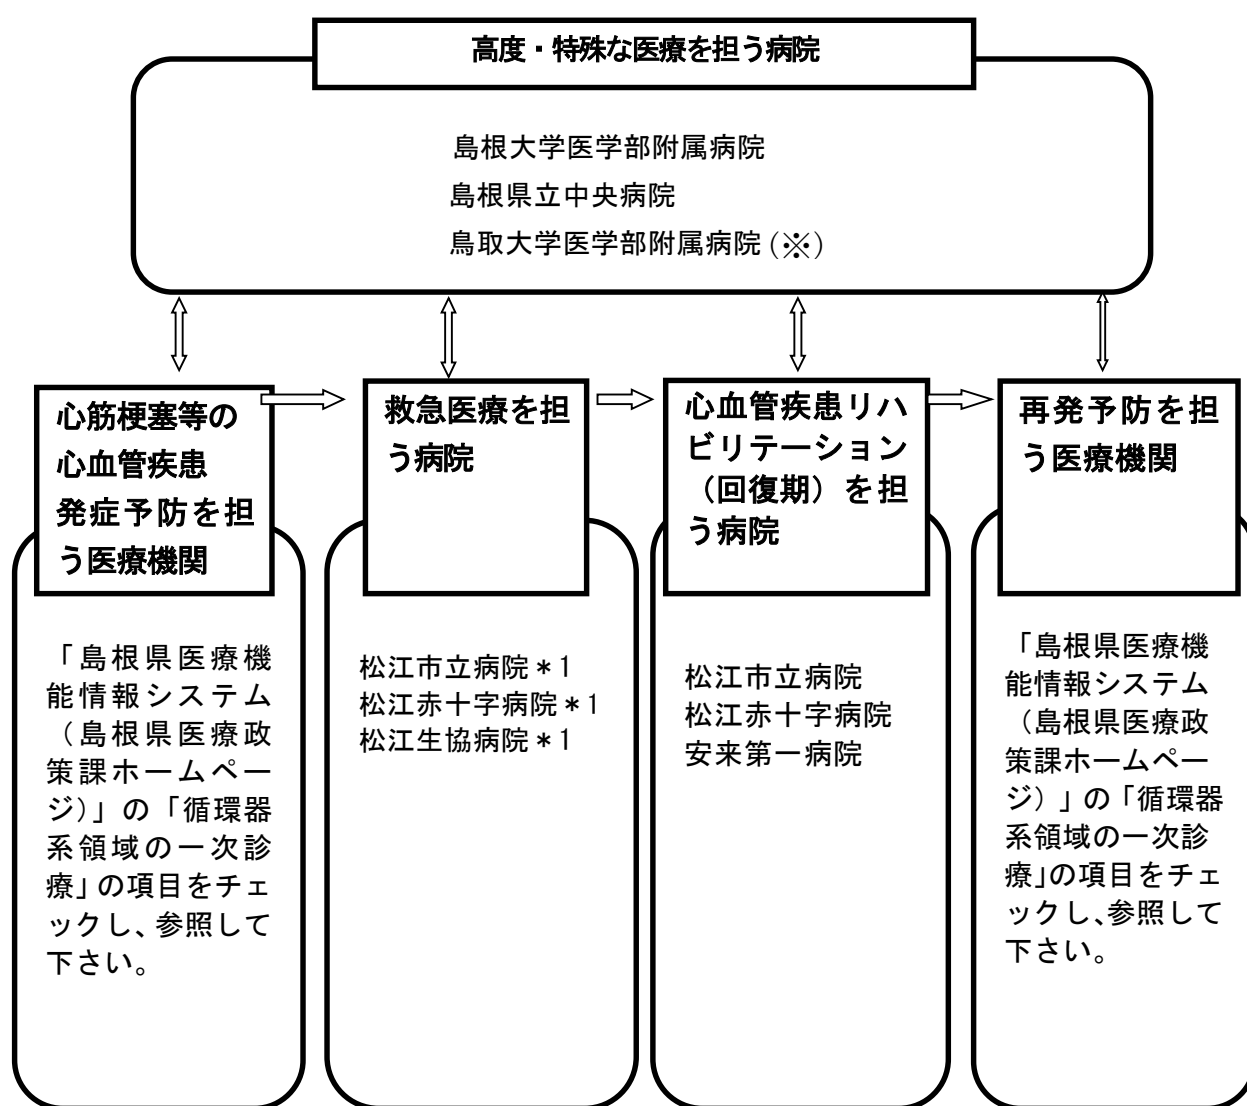 高度・特殊な医療を担う病院
島根大学医学部附属病院
島根県立中央病院
鳥取大学医学部附属病院(※)
心筋梗塞等の
心血管疾患
発症予防を担
う医療機関
「島根県医療機
能情報システム
（島根県医療政
策課ホームペー
ジ）」の「循環器
系領域の一次診
療」の項目をチェ
ックし、参照して
下さい。
救急医療を担
う病院
松江市立病院＊1
松江赤十字病院＊1
松江生協病院＊1
心血管疾患リハ
ビリテーション
（回復期）を担
う病院
松江市立病院
松江赤十字病院
安来第一病院
再発予防を担
う医療機関
「島根県医療機
能情報システム
（島根県医療政
策課ホームペー
ジ）」の「循環器
系領域の一次診
療」の項目をチェ
ックし、参照して
下さい。